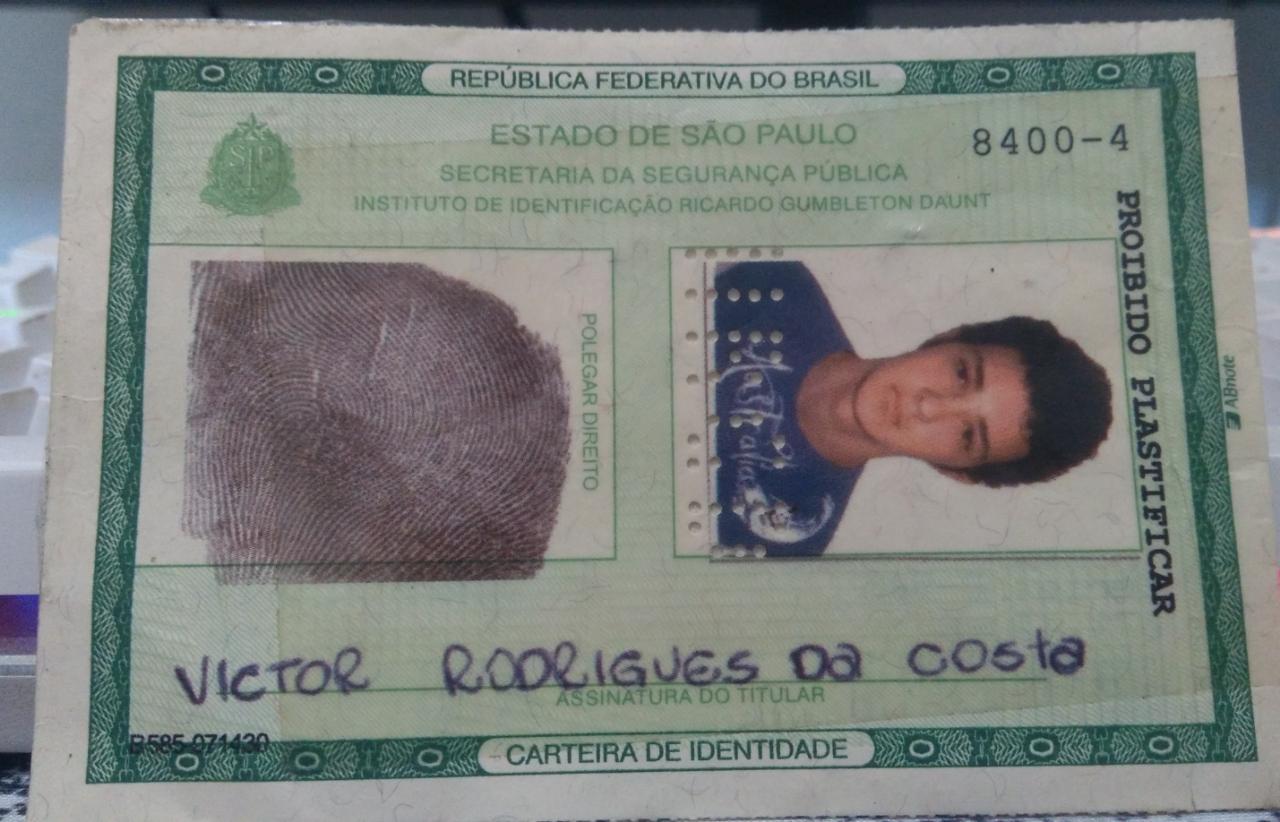 REPÚBLICA FEDERATIVA DO BRASIL
ESTADO DE SÃO PAULO
8400-4
SECRETARIA DA SEGURANÇA PÚBLICA
INSTITUTO DE IDENTIFICAÇÃO RICARDO GUMBLETON DAUNT
POLEGAR DIREITO
PROIBIDO PLASTIFICAR
ABnote
VICTOR RODRIGUES Da COSta
ASSINATURA DO TITULAR
B585-071430
CARTEIRA DE IDENTIDADE